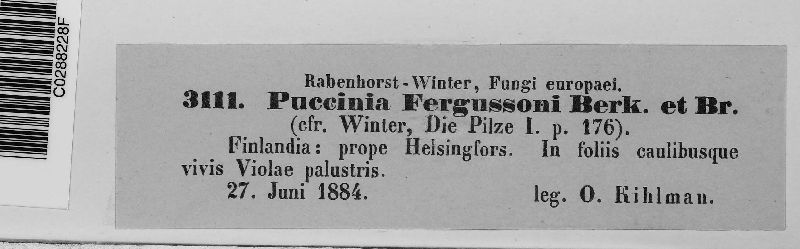 C0288228F
Rabenhorst-Winter, Fungi europaei.
3111. Puccinia Fergussoni Berk. et Br.
(cfr. Winter, Die Pilze I. p. 176).
Finlandia: prope Helsingfors. In foliis caulibusque
vivis Violae palustris.
27. Juni 1884. leg. O. Kihlman.